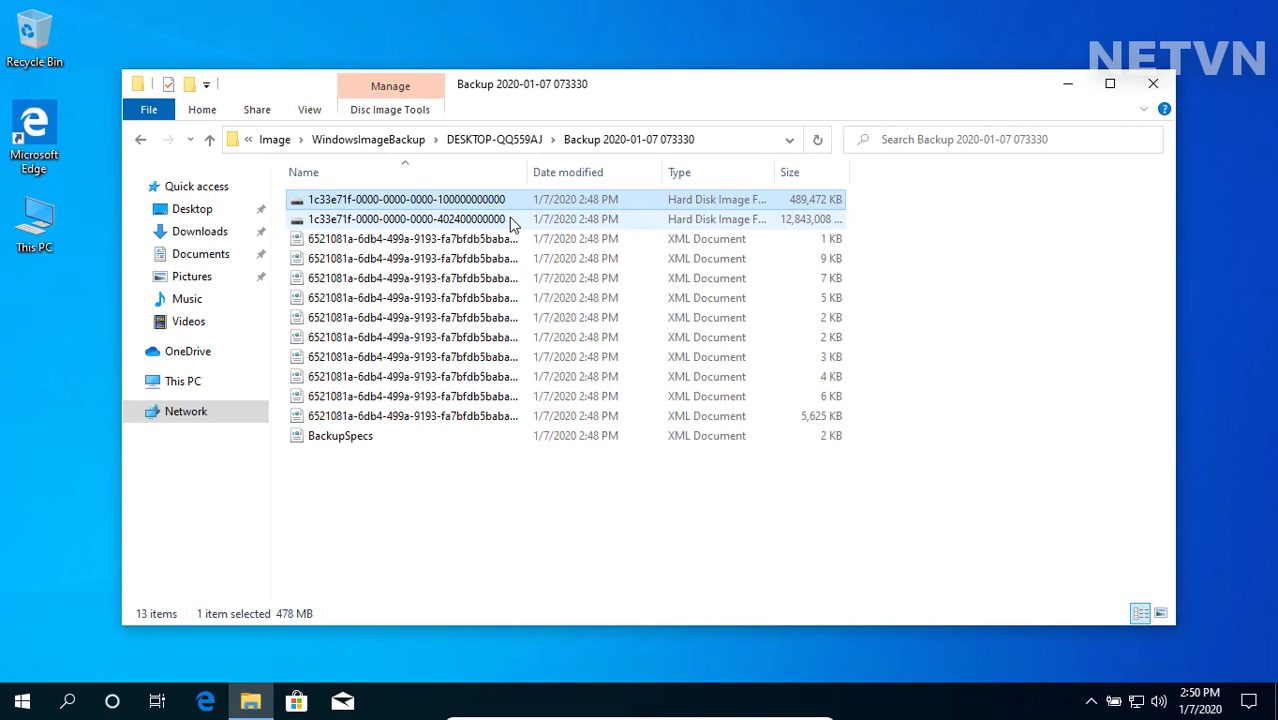 Recycle Bin
Microsoft Edge
This PC
NETVN
Manage
Backup 2020-01-07 073330
File
Home
Share
View
Disc Image Tools
« Image > WindowsImageBackup > DESKTOP-QQ559AJ > Backup 2020-01-07 073330
Search Backup 2020-01-07 073330
Quick access
Desktop
Downloads
Documents
Pictures
Music
Videos
OneDrive
This PC
Network
Name Date modified Type Size
1c33e71f-0000-0000-0000-100000000000 1/7/2020 2:48 PM Hard Disk Image F... 489,472 KB
1c33e71f-0000-0000-0000-402400000000 1/7/2020 2:48 PM Hard Disk Image F... 12,843,008 ...
6521081a-6db4-499a-9193-fa7bfdb5baba... 1/7/2020 2:48 PM XML Document 1 KB
6521081a-6db4-499a-9193-fa7bfdb5baba... 1/7/2020 2:48 PM XML Document 9 KB
6521081a-6db4-499a-9193-fa7bfdb5baba... 1/7/2020 2:48 PM XML Document 7 KB
6521081a-6db4-499a-9193-fa7bfdb5baba... 1/7/2020 2:48 PM XML Document 5 KB
6521081a-6db4-499a-9193-fa7bfdb5baba... 1/7/2020 2:48 PM XML Document 2 KB
6521081a-6db4-499a-9193-fa7bfdb5baba... 1/7/2020 2:48 PM XML Document 2 KB
6521081a-6db4-499a-9193-fa7bfdb5baba... 1/7/2020 2:48 PM XML Document 3 KB
6521081a-6db4-499a-9193-fa7bfdb5baba... 1/7/2020 2:48 PM XML Document 4 KB
6521081a-6db4-499a-9193-fa7bfdb5baba... 1/7/2020 2:48 PM XML Document 6 KB
6521081a-6db4-499a-9193-fa7bfdb5baba... 1/7/2020 2:48 PM XML Document 5,625 KB
BackupSpecs 1/7/2020 2:48 PM XML Document 2 KB
13 items 1 item selected 478 MB
2:50 PM
1/7/2020